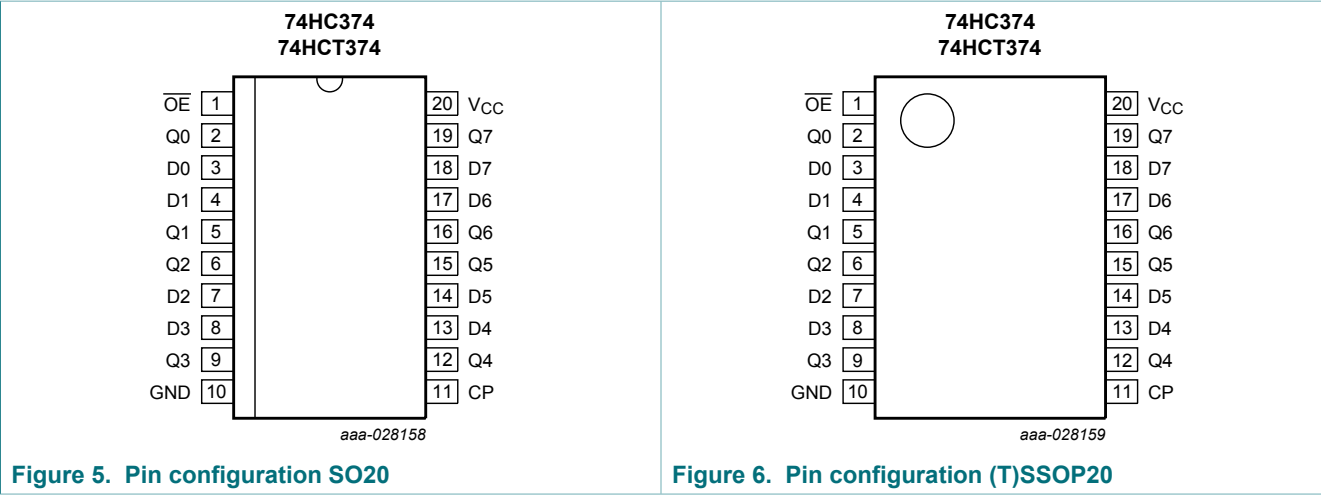 74HC374
74HCT374
OE 1 20 VCC
Q0 2 19 Q7
D0 3 18 D7
D1 4 17 D6
Q1 5 16 Q6
Q2 6 15 Q5
D2 7 14 D5
D3 8 13 D4
Q3 9 12 Q4
GND 10 11 CP
aaa-028158
Figure 5. Pin configuration SO20
74HC374
74HCT374
OE 1 20 VCC
Q0 2 19 Q7
D0 3 18 D7
D1 4 17 D6
Q1 5 16 Q6
Q2 6 15 Q5
D2 7 14 D5
D3 8 13 D4
Q3 9 12 Q4
GND 10 11 CP
aaa-028159
Figure 6. Pin configuration (T)SSOP20